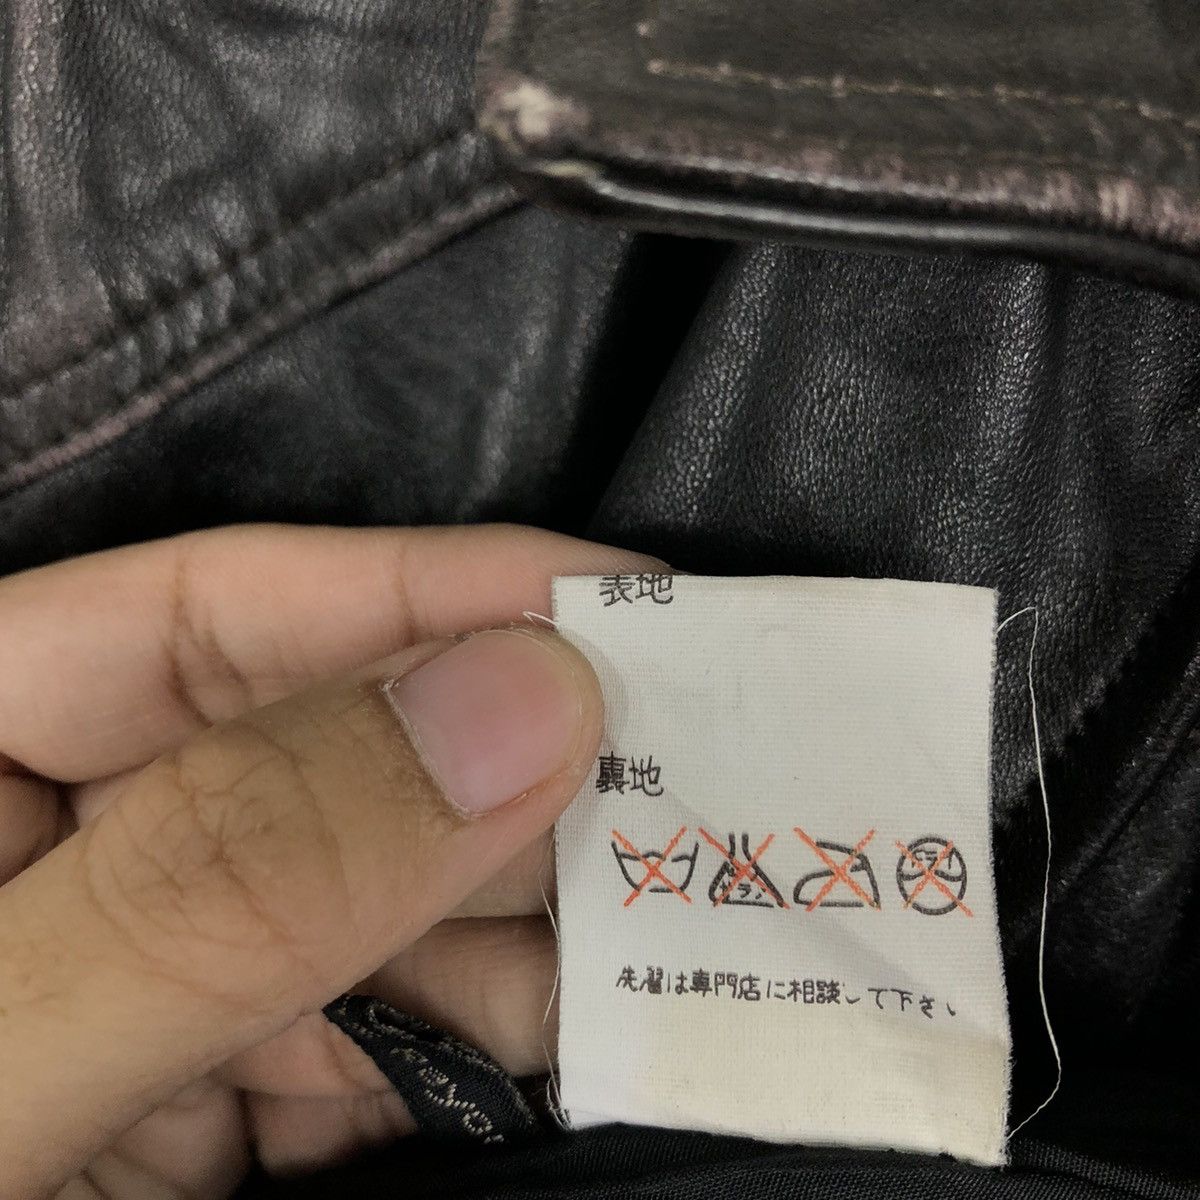 表地
裏地
洗濯は専門店に相談して下さい